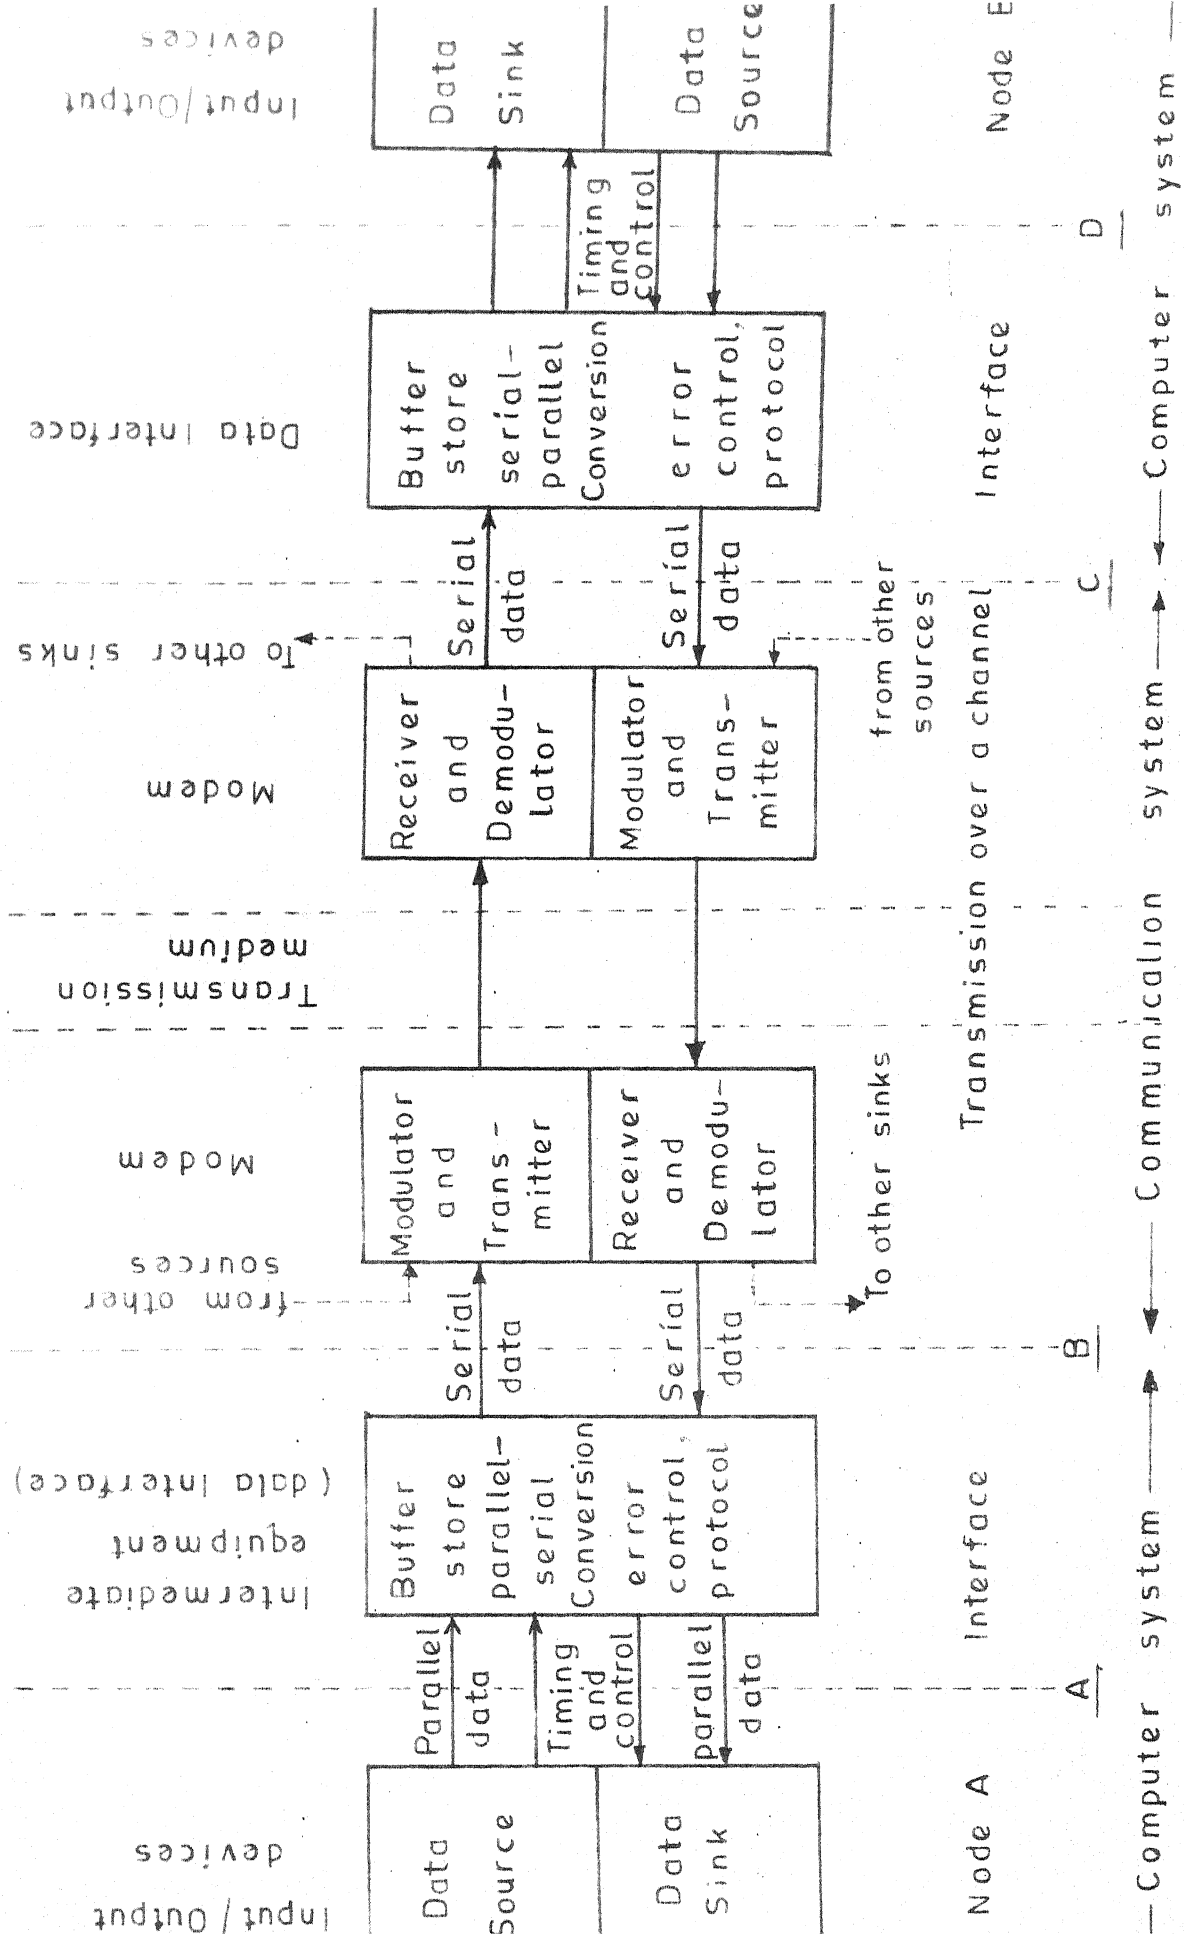 Input / Output
devices
Intermediate
equipment
( data Interface)
from other
sources
Modem
Transmission
medium
Modem
To other sinks
Data Interface
Input/Output
devices
Data
Source
Data
Sink
Parallel
data
Timing
and
control
parallel
data
Buffer
store
parallel-
serial
Conversion
error
control,
protocol
Serial
data
Serial
data
Modulator
and
Trans-
mitter
Receiver
and
Demodu-
lator
To other sinks
Receiver
and
Demodu-
lator
Modulator
and
Trans-
mitter
Serial
data
Serial
data
from other
sources
Buffer
store
serial-
parallel
Conversion
error
control,
protocol
Timing
and
control
Data
Sink
Data
Source
Node A
Interface
Transmission over a channel
Interface
Node
A
B
C
D
Computer system
Communication system
Computer system